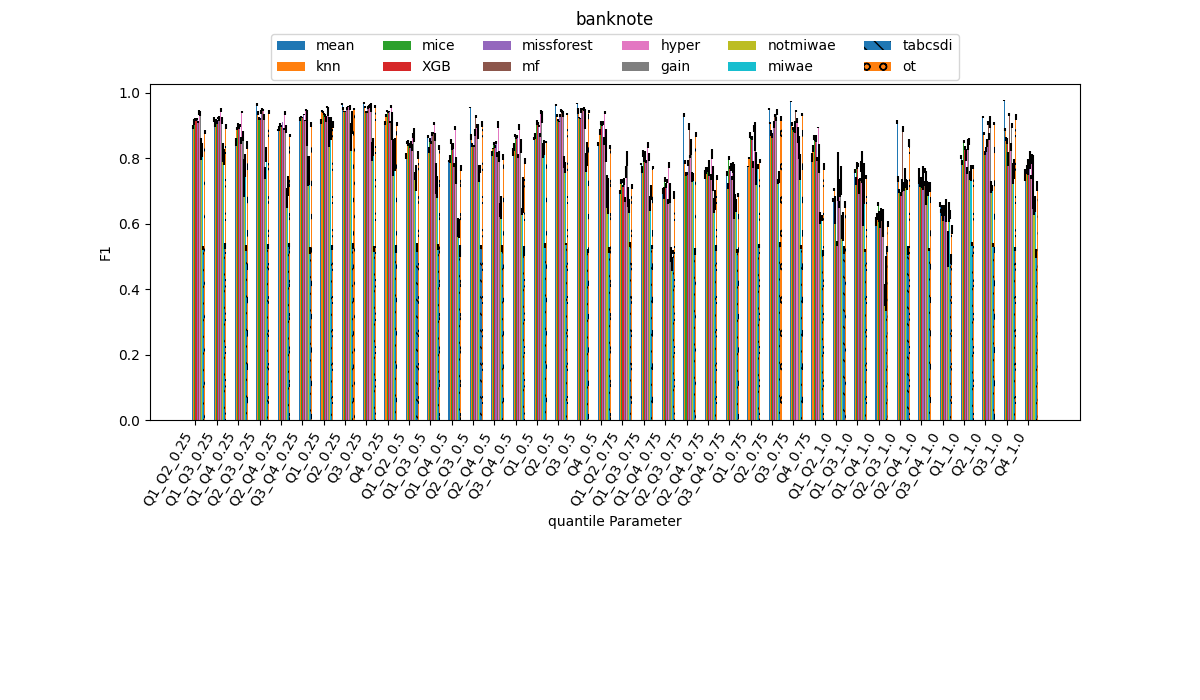 banknote
mean mice missforest hyper notmiwae tabcsdi
knn XGB mf gain miwae ot
1.0
0.8
0.6
0.4
0.2
0.0
F1
Q1_Q2_0.25
Q1_Q3_0.25
Q1_Q4_0.25
Q2_Q3_0.25
Q2_Q4_0.25
Q3_Q4_0.25
Q1_0.25
Q2_0.25
Q3_0.25
Q4_0.25
Q1_Q2_0.5
Q1_Q3_0.5
Q1_Q4_0.5
Q2_Q3_0.5
Q2_Q4_0.5
Q3_Q4_0.5
Q1_0.5
Q2_0.5
Q3_0.5
Q4_0.5
Q1_Q2_0.75
Q1_Q3_0.75
Q1_Q4_0.75
Q2_Q3_0.75
Q2_Q4_0.75
Q3_Q4_0.75
Q1_0.75
Q2_0.75
Q3_0.75
Q4_0.75
Q1_Q2_1.0
Q1_Q3_1.0
Q1_Q4_1.0
Q2_Q3_1.0
Q2_Q4_1.0
Q3_Q4_1.0
Q1_1.0
Q2_1.0
Q3_1.0
Q4_1.0
quantile Parameter